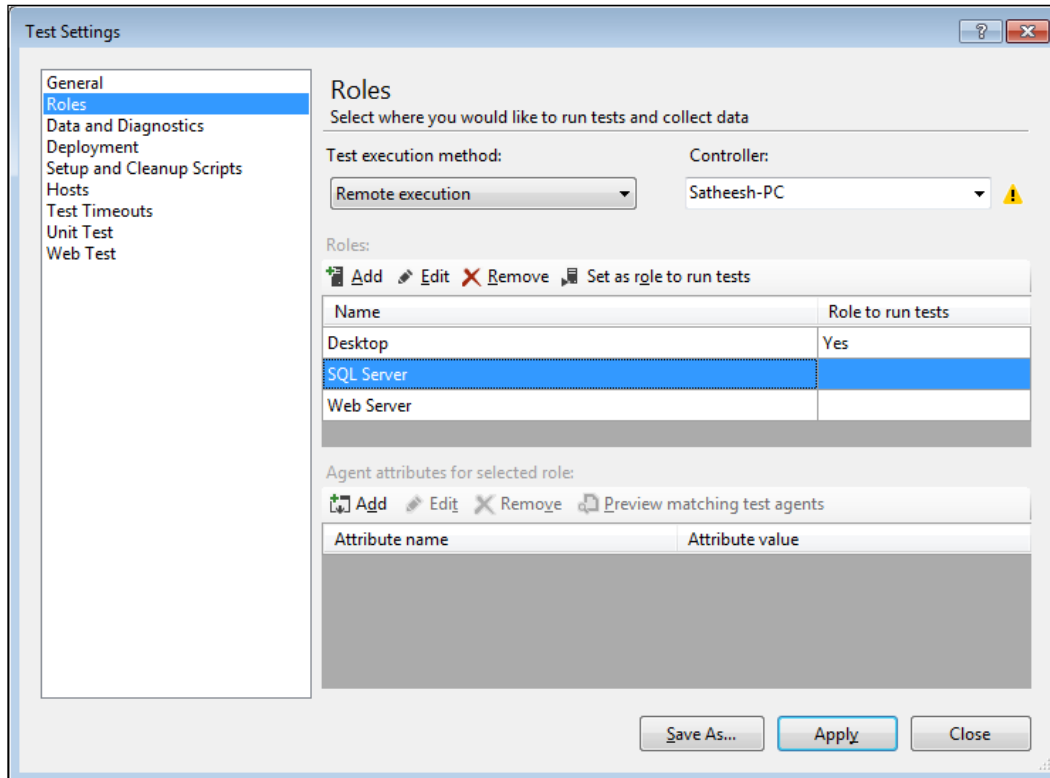 Test Settings
General
Roles
Data and Diagnostics
Deployment
Setup and Cleanup Scripts
Hosts
Test Timeouts
Unit Test
Web Test
Roles
Select where you would like to run tests and collect data
Test execution method: Controller:
Remote execution Satheesh-PC
Roles:
Add Edit Remove Set as role to run tests
Name Role to run tests
Desktop Yes
SQL Server
Web Server
Agent attributes for selected role:
Add Edit Remove Preview matching test agents
Attribute name Attribute value
Save As... Apply Close